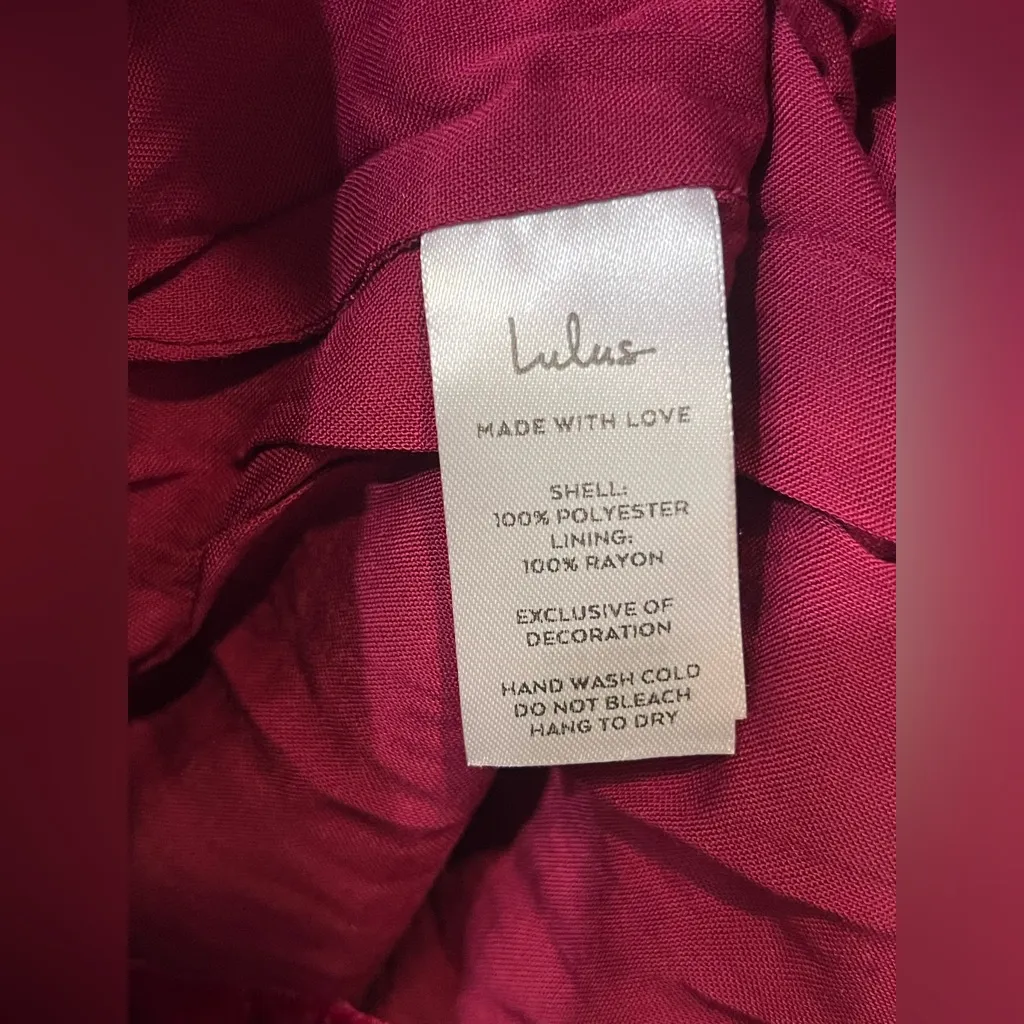 Lulus
MADE WITH LOVE
SHELL:
100% POLYESTER
LINING:
100% RAYON
EXCLUSIVE OF
DECORATION
HAND WASH COLD
DO NOT BLEACH
HANG TO DRY